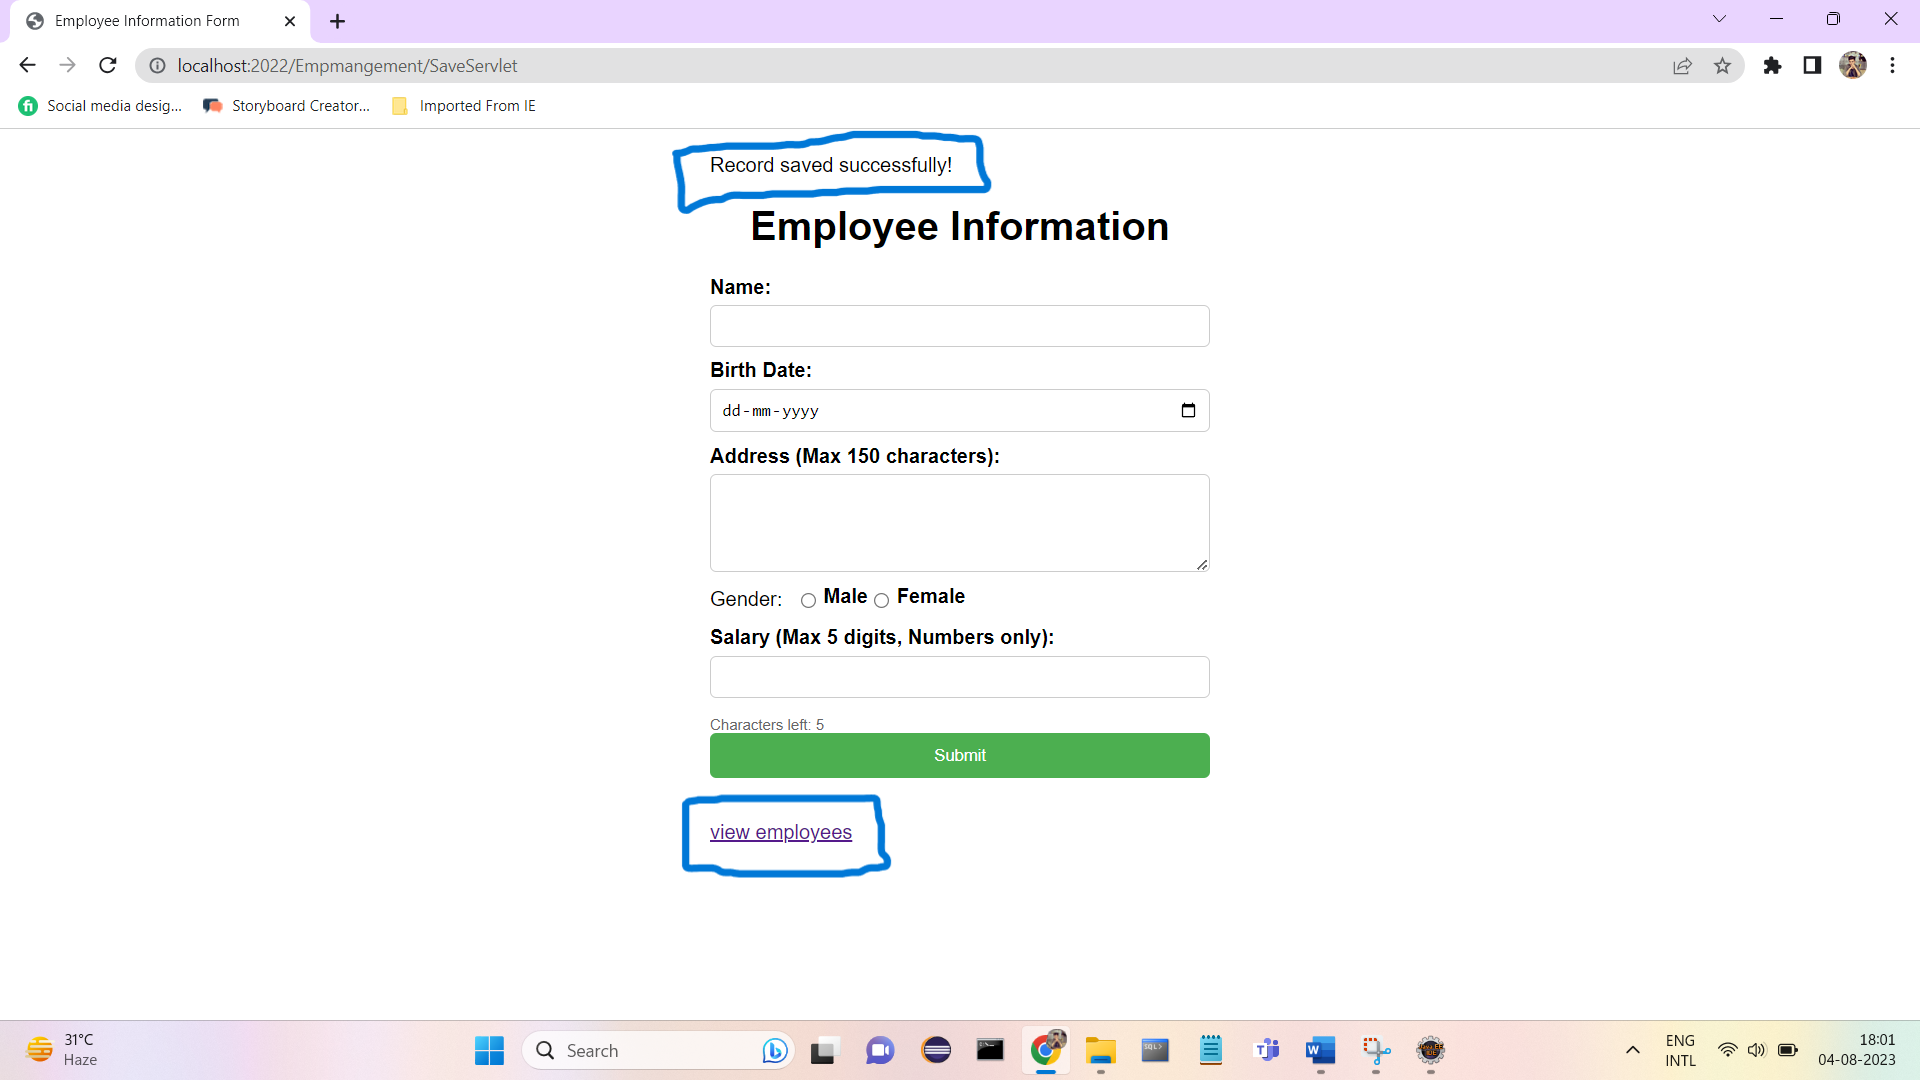 Employee Information Form
localhost:2022/Empmangement/SaveServlet
Social media desig... Storyboard Creator... Imported From IE
Record saved successfully!
Employee Information
Name:
Birth Date:
dd-mm-yyyy
Address (Max 150 characters):
Gender: Male Female
Salary (Max 5 digits, Numbers only):
Characters left: 5
Submit
view employees
31°C
Haze
Search
ENG
INTL
18:01
04-08-2023